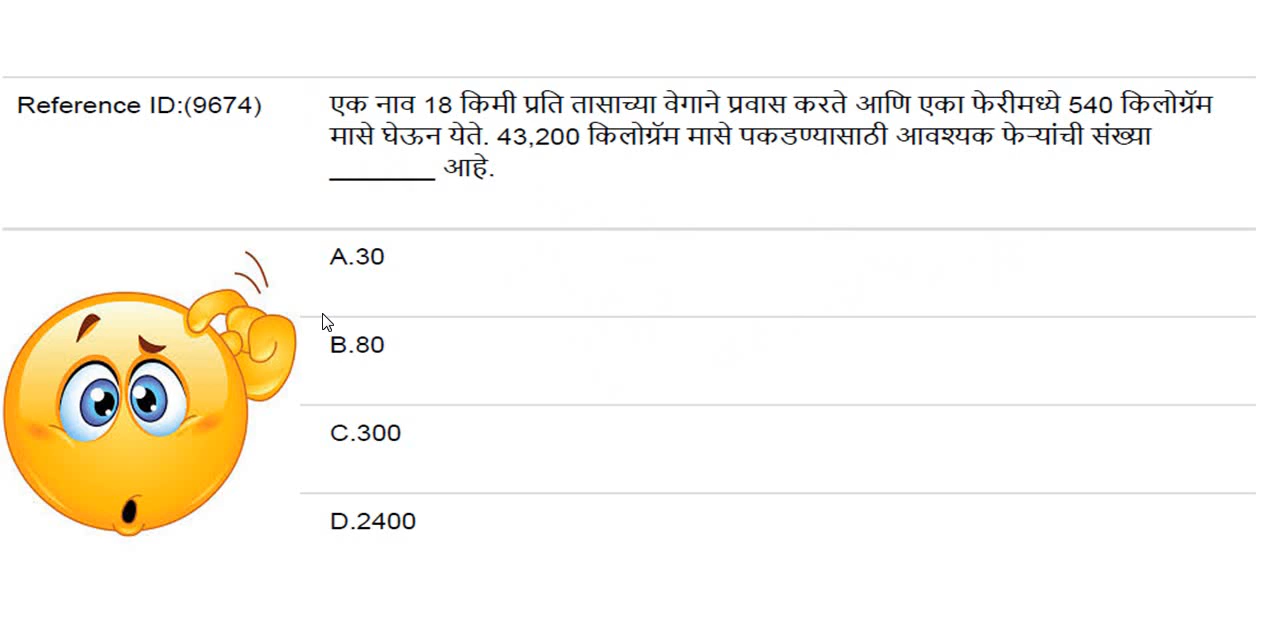 Reference ID:(9674)
एक नाव 18 किमी प्रति तासाच्या वेगाने प्रवास करते आणि एका फेरीमध्ये 540 किलोग्रॅम
मासे घेऊन येते. 43,200 किलोग्रॅम मासे पकडण्यासाठी आवश्यक फेऱ्यांची संख्या
________ आहे.
A.30
B.80
C.300
D.2400